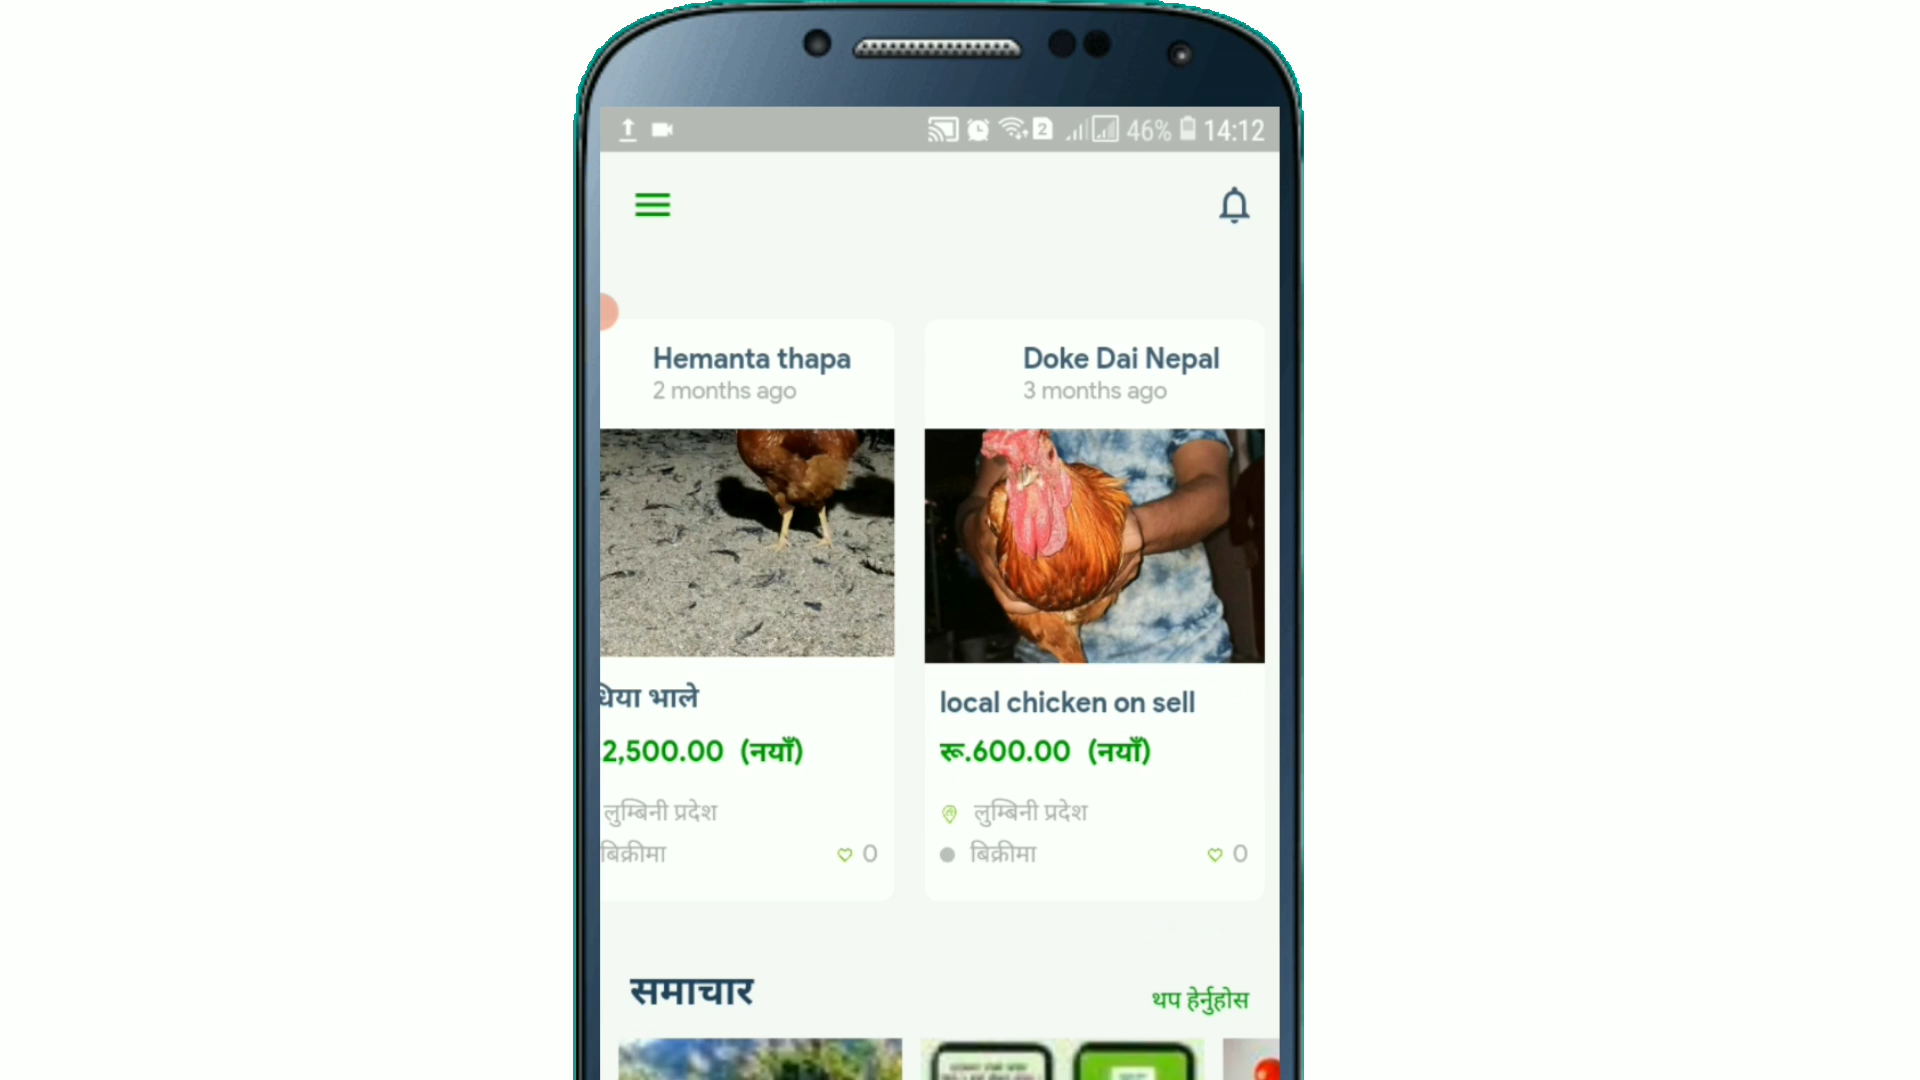 2 46% 14:12
Hemanta thapa
2 months ago
2,500.00 (नयाँ)
लुम्बिनी प्रदेश
बिक्रीमा
0
Doke Dai Nepal
3 months ago
local chicken on sell
रू.600.00 (नयाँ)
लुम्बिनी प्रदेश
बिक्रीमा
0
समाचार
थप हेर्नुहोस